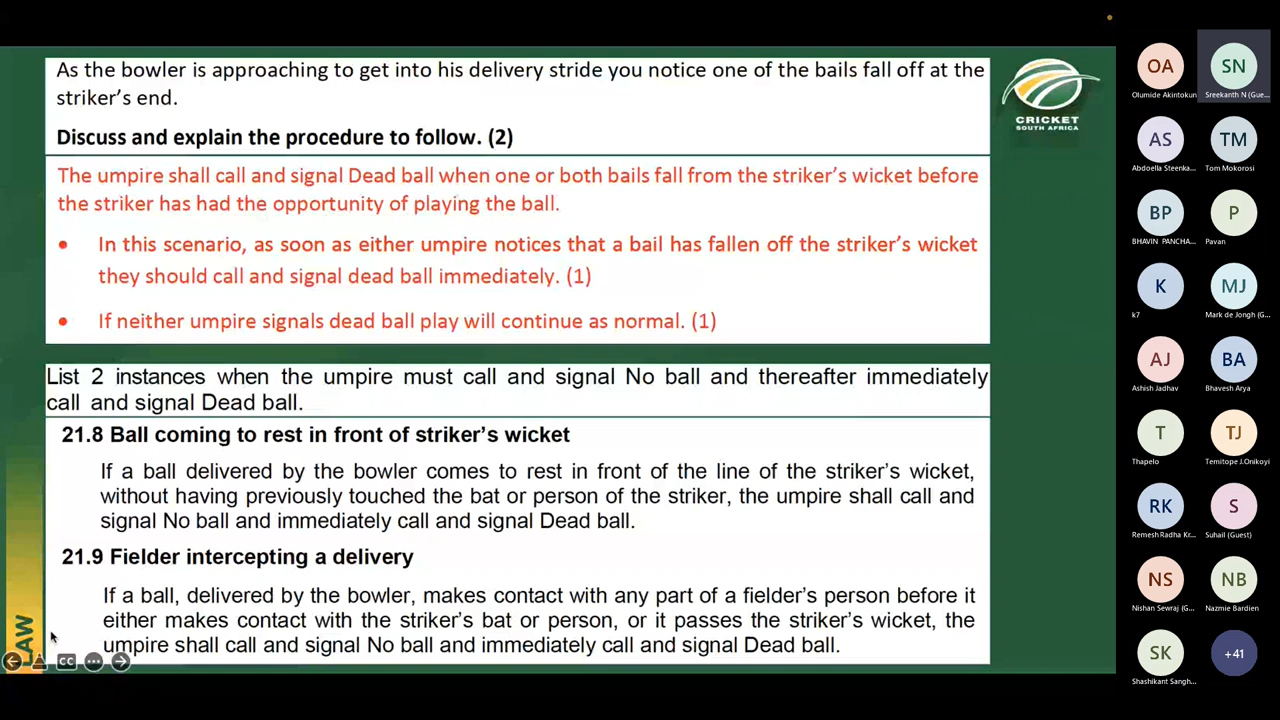 As the bowler is approaching to get into his delivery stride you notice one of the bails fall off at the
striker's end.
Discuss and explain the procedure to follow. (2)
The umpire shall call and signal Dead ball when one or both bails fall from the striker's wicket before
the striker has had the opportunity of playing the ball.
• In this scenario, as soon as either umpire notices that a bail has fallen off the striker's wicket
they should call and signal dead ball immediately. (1)
• If neither umpire signals dead ball play will continue as normal. (1)
List 2 instances when the umpire must call and signal No ball and thereafter immediately
call and signal Dead ball.
21.8 Ball coming to rest in front of striker's wicket
If a ball delivered by the bowler comes to rest in front of the line of the striker's wicket,
without having previously touched the bat or person of the striker, the umpire shall call and
signal No ball and immediately call and signal Dead ball.
21.9 Fielder intercepting a delivery
If a ball, delivered by the bowler, makes contact with any part of a fielder's person before it
either makes contact with the striker's bat or person, or it passes the striker's wicket, the
umpire shall call and signal No ball and immediately call and signal Dead ball.
LAW
CC
CRICKET
SOUTH AFRICA
OA
SN
Olumide Akintokun
Sreekanth N (Gue...
AS
TM
Abdoella Steenka...
Tom Mokorosi
BP
P
BHAVIN PANCHA...
Pavan
K
MJ
k7
Mark de Jongh (G...
AJ
BA
Ashish Jadhav
Bhavesh Arya
T
TJ
Thapelo
Temitope J.Onikoyi
RK
S
Remesh Radha Kr...
Suhail (Guest)
NS
NB
Nishan Sewraj (G...
Nazmie Bardien
SK
+41
Shashikant Sangh...